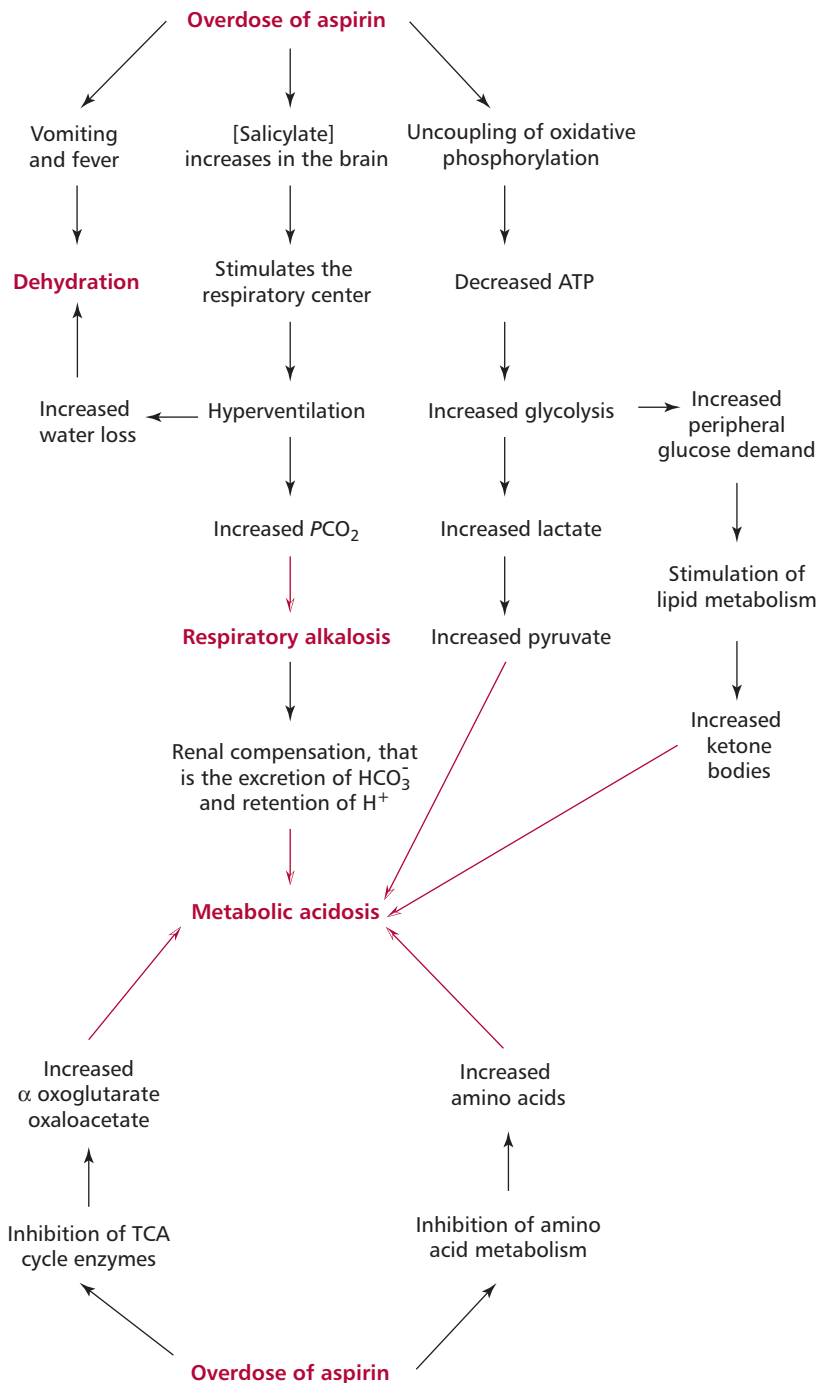 Overdose of aspirin
Vomiting
and fever
[Salicylate]
increases in the brain
Uncoupling of oxidative
phosphorylation
Dehydration
Stimulates the
respiratory center
Decreased ATP
Increased
water loss
Hyperventilation
Increased glycolysis
Increased
peripheral
glucose demand
Increased PCO₂
Increased lactate
Stimulation of
lipid metabolism
Respiratory alkalosis
Increased pyruvate
Renal compensation, that
is the excretion of HCO₃⁻
and retention of H⁺
Increased
ketone
bodies
Metabolic acidosis
Increased
α oxoglutarate
oxaloacetate
Increased
amino acids
Inhibition of TCA
cycle enzymes
Inhibition of amino
acid metabolism
Overdose of aspirin